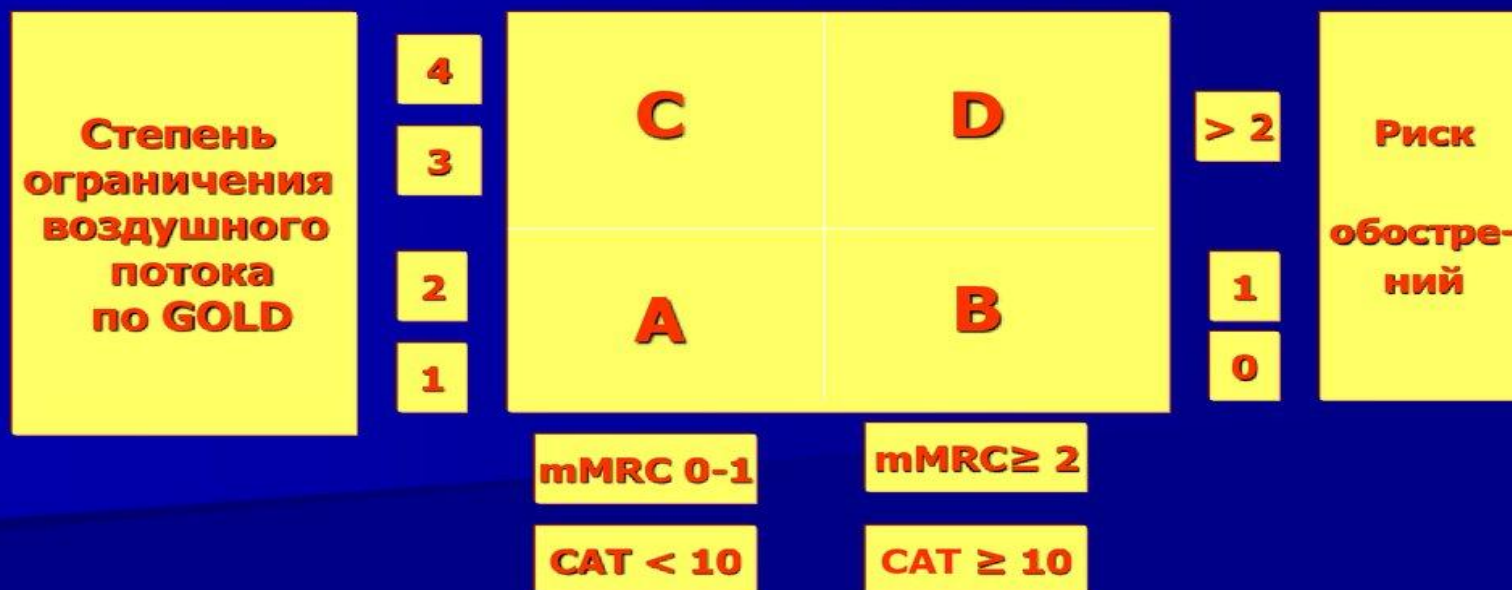 Степень
ограничения
воздушного
потока
по GOLD
4
3
2
1
C
D
A
B
> 2
1
0
Риск
обостре-
ний
mMRC 0-1
mMRC≥ 2
CAT < 10
CAT ≥ 10